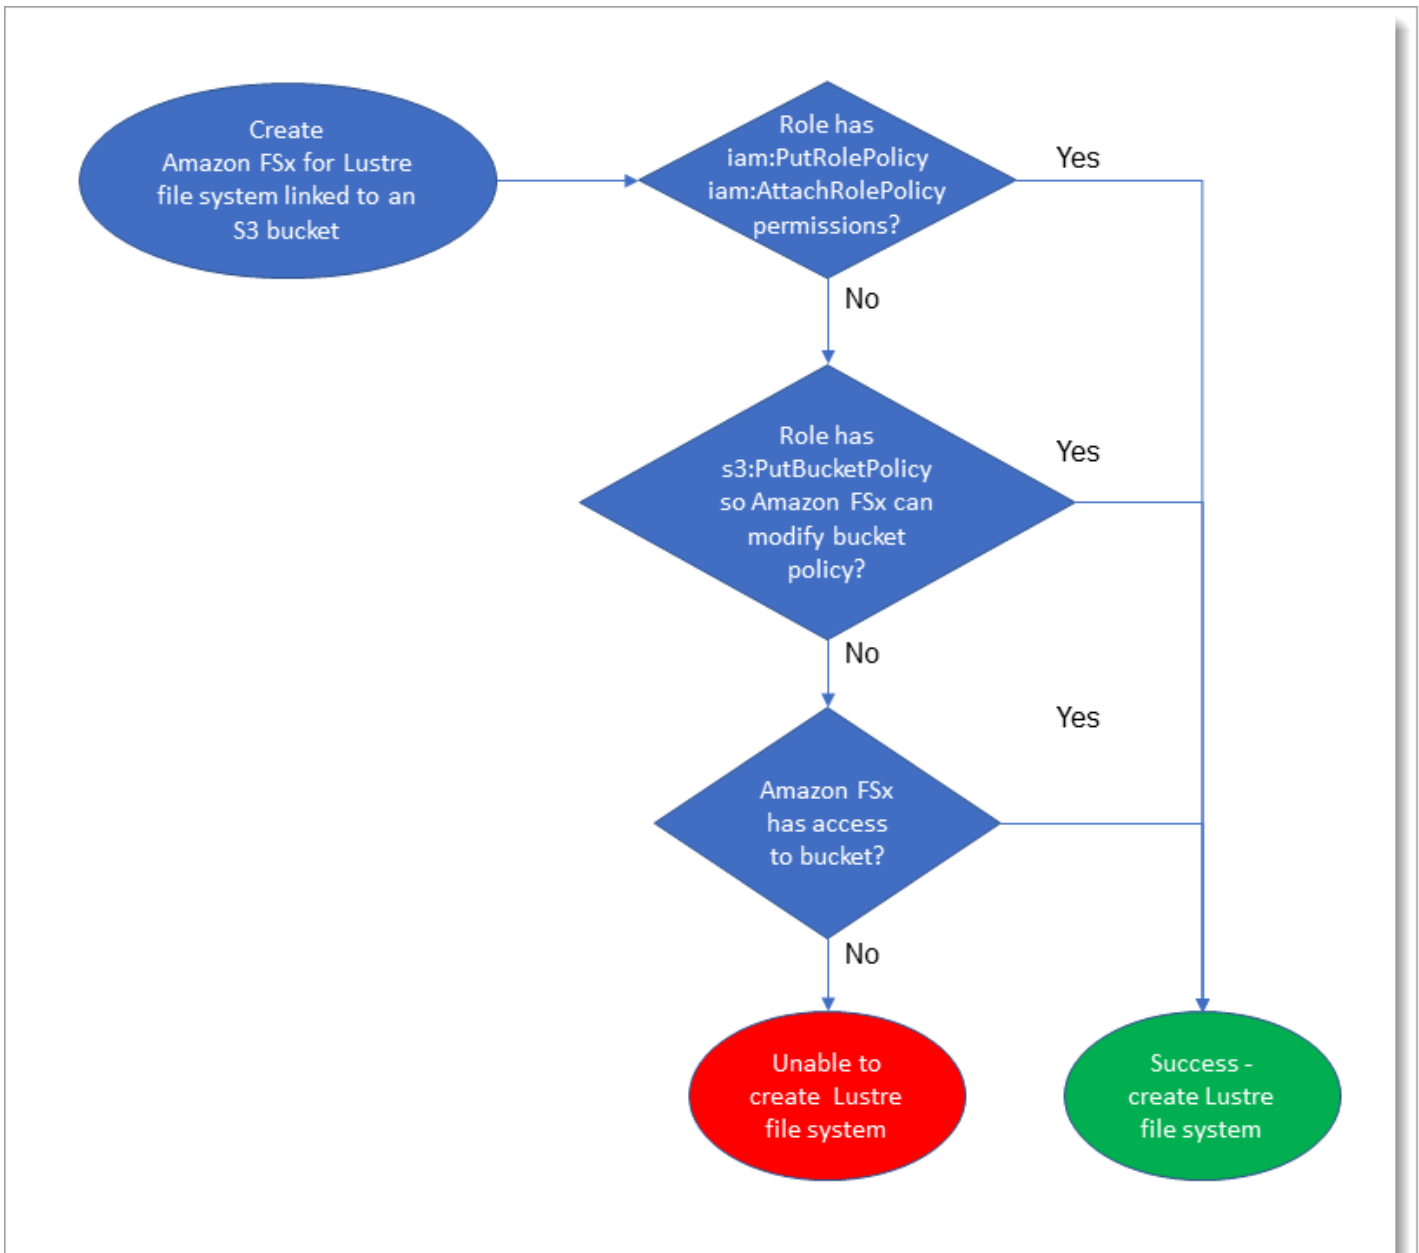 Create
Amazon FSx for Lustre
file system linked to an
S3 bucket
Role has
iam:PutRolePolicy
iam:AttachRolePolicy
permissions?
Yes
No
Role has
s3:PutBucketPolicy
so Amazon FSx can
modify bucket
policy?
Yes
No
Yes
Amazon FSx
has access
to bucket?
No
Unable to
create Lustre
file system
Success -
create Lustre
file system